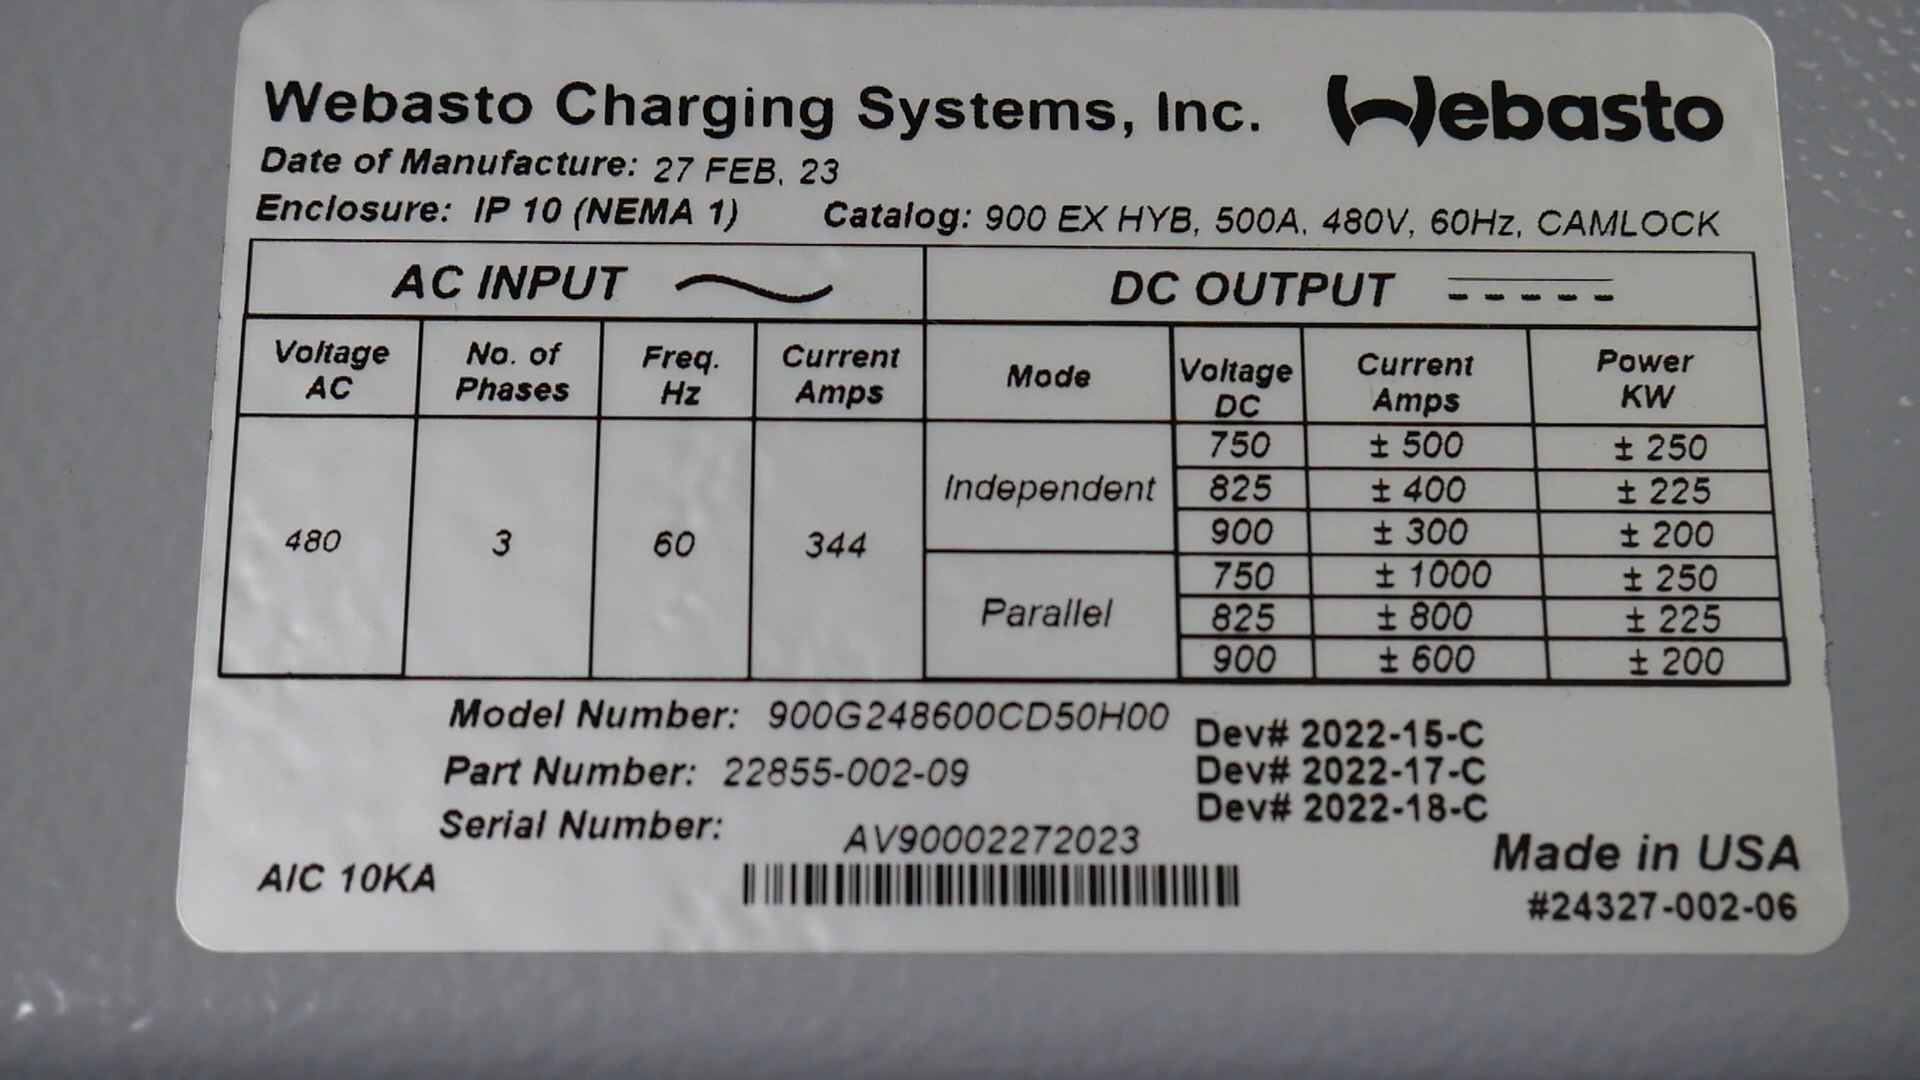 Webasto Charging Systems, Inc. Webasto
Date of Manufacture: 27 FEB. 23
Enclosure: IP 10 (NEMA 1) Catalog: 900 EX HYB, 500A. 480V, 60Hz, CAMLOCK
AC INPUT DC OUTPUT
Voltage AC No. of Phases Freq. Hz Current Amps Mode Voltage DC Current Amps Power KW
480 3 60 344
Independent
750 ± 500 ± 250
825 ± 400 ± 225
900 ± 300 ± 200
Parallel
750 ± 1000 ± 250
825 ± 800 ± 225
900 ± 600 ± 200
Model Number: 900G248600CD50H00
Part Number: 22855-002-09
Serial Number: AV90002272023
Dev# 2022-15-C
Dev# 2022-17-C
Dev# 2022-18-C
AIC 10KA
Made in USA
#24327-002-06